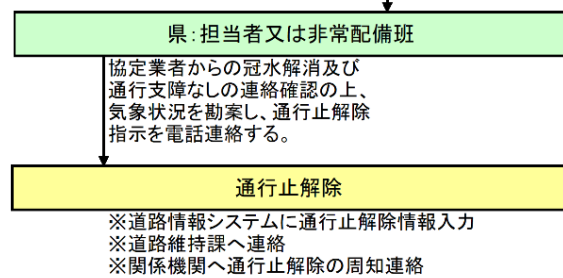 県：担当者又は非常配備班
協定業者からの冠水解消及び
通行支障なしの連絡確認の上、
気象状況を勘案し、通行止解除
指示を電話連絡する。
通行止解除
※道路情報システムに通行止解除情報入力
※道路維持課へ連絡
※関係機関へ通行止解除の周知連絡